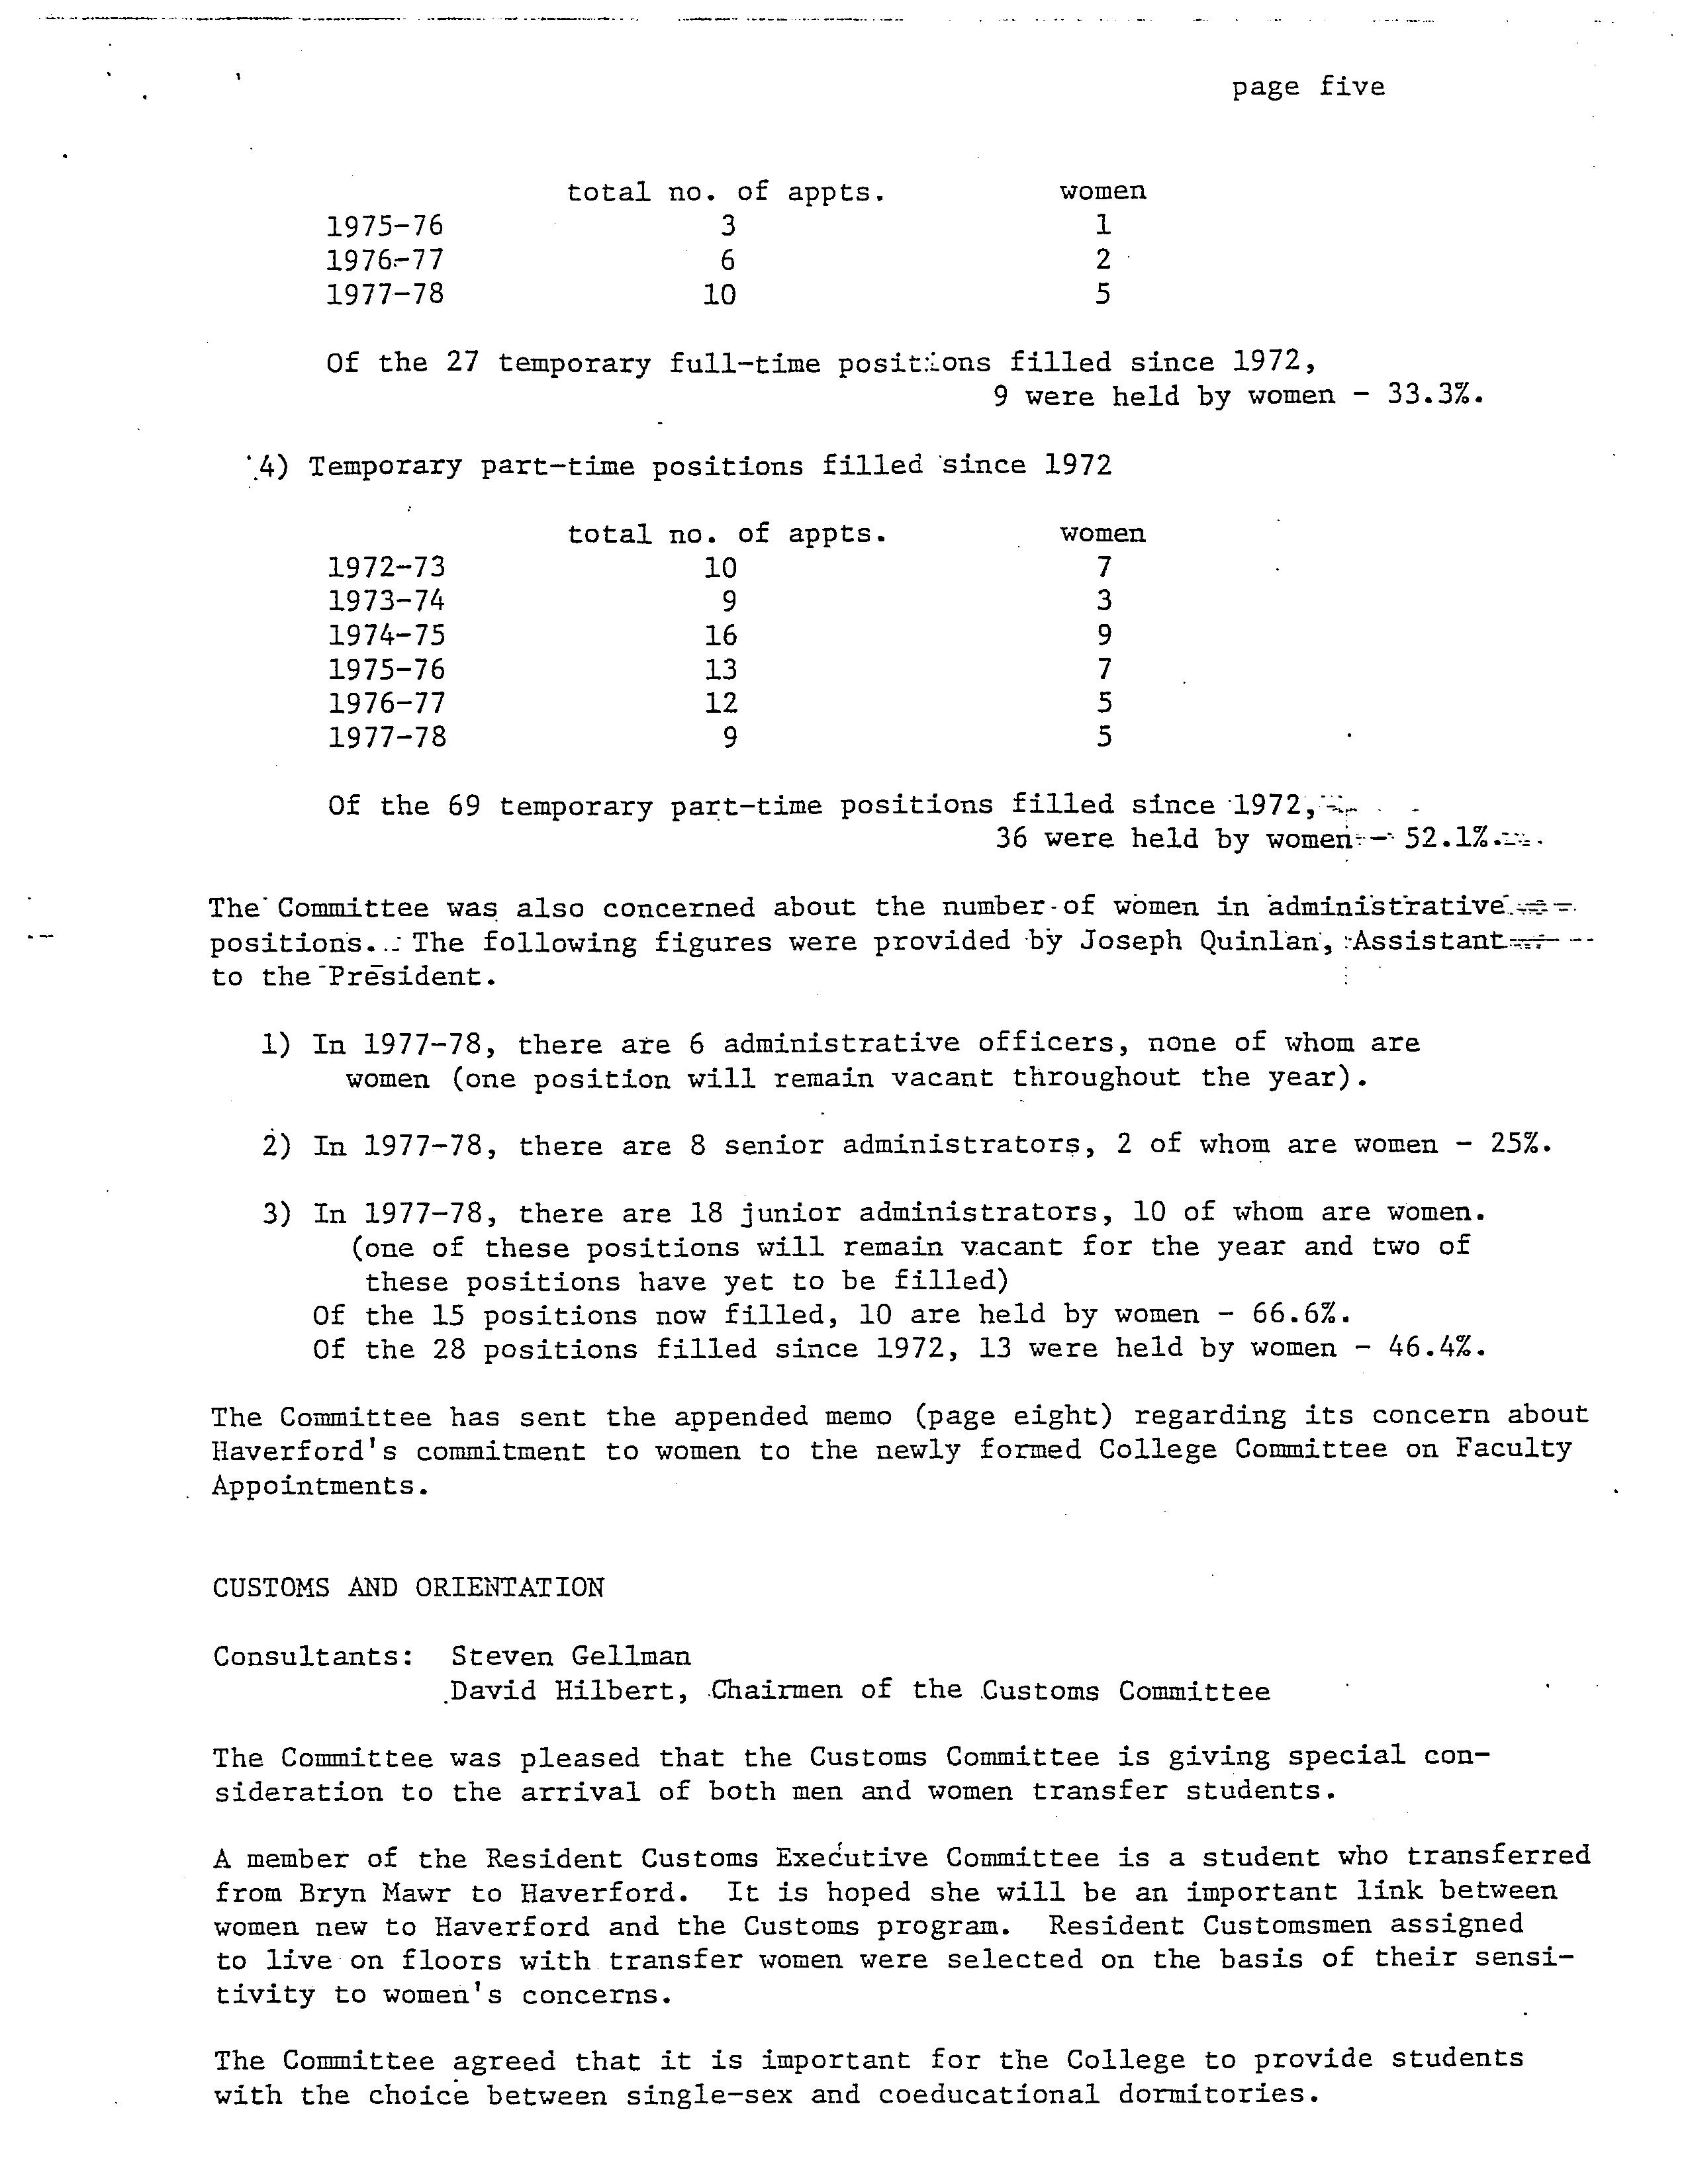 page five
total no. of appts. women
1975-76 3 1
1976-77 6 2
1977-78 10 5
Of the 27 temporary full-time positions filled since 1972,
9 were held by women - 33.3%.
4) Temporary part-time positions filled since 1972
total no. of appts. women
1972-73 10 7
1973-74 9 3
1974-75 16 9
1975-76 13 7
1976-77 12 5
1977-78 9 5
Of the 69 temporary part-time positions filled since 1972,
36 were held by women - 52.1%.
The Committee was also concerned about the number of women in administrative
positions. The following figures were provided by Joseph Quinlan, Assistant
to the President.
1) In 1977-78, there are 6 administrative officers, none of whom are
women (one position will remain vacant throughout the year).
2) In 1977-78, there are 8 senior administrators, 2 of whom are women - 25%.
3) In 1977-78, there are 18 junior administrators, 10 of whom are women.
(one of these positions will remain vacant for the year and two of
these positions have yet to be filled)
Of the 15 positions now filled, 10 are held by women - 66.6%.
Of the 28 positions filled since 1972, 13 were held by women - 46.4%.
The Committee has sent the appended memo (page eight) regarding its concern about
Haverford's commitment to women to the newly formed College Committee on Faculty
Appointments.
CUSTOMS AND ORIENTATION
Consultants: Steven Gellman
David Hilbert, Chairmen of the Customs Committee
The Committee was pleased that the Customs Committee is giving special con-
sideration to the arrival of both men and women transfer students.
A member of the Resident Customs Executive Committee is a student who transferred
from Bryn Mawr to Haverford. It is hoped she will be an important link between
women new to Haverford and the Customs program. Resident Customsmen assigned
to live on floors with transfer women were selected on the basis of their sensi-
tivity to women's concerns.
The Committee agreed that it is important for the College to provide students
with the choice between single-sex and coeducational dormitories.